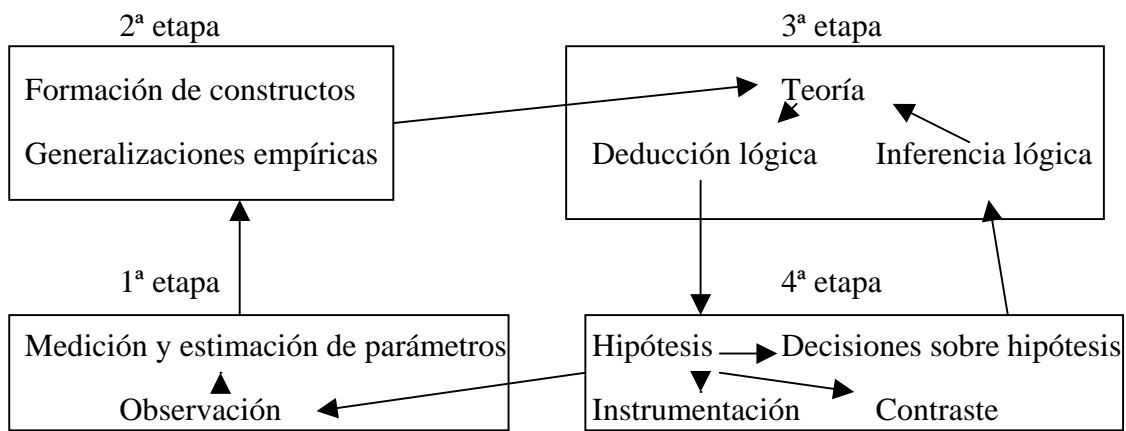 2ª etapa
3ª etapa
Formación de constructos
Generalizaciones empíricas
Teoría
Deducción lógica
Inferencia lógica
1ª etapa
4ª etapa
Medición y estimación de parámetros
Observación
Hipótesis
Decisiones sobre hipótesis
Instrumentación
Contraste